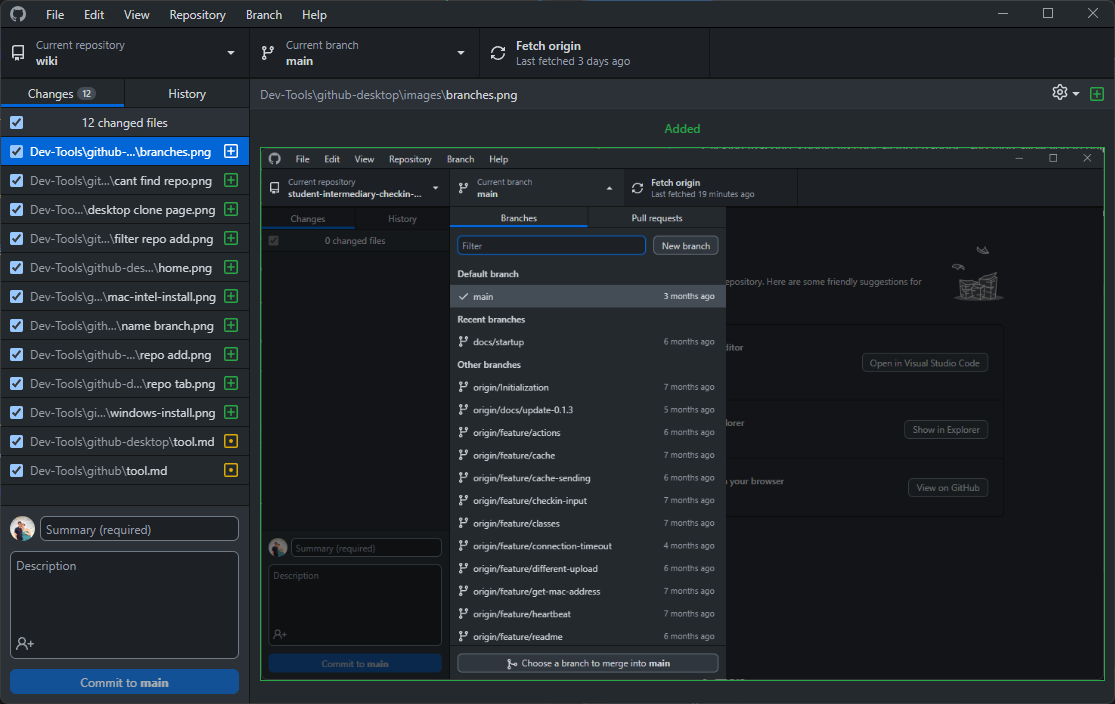 File Edit View Repository Branch Help
Current repository
wiki
Current branch
main
Fetch origin
Last fetched 3 days ago
Changes 12
History
12 changed files
Dev-Tools\github-...\branches.png
Dev-Tools\git...\cant find repo.png
Dev-Too...\desktop clone page.png
Dev-Tools\git...\filter repo add.png
Dev-Tools\github-des...\home.png
Dev-Tools\g...\mac-intel-install.png
Dev-Tools\gith...\name branch.png
Dev-Tools\github-...\repo add.png
Dev-Tools\github-d...\repo tab.png
Dev-Tools\gi...\windows-install.png
Dev-Tools\github-desktop\tool.md
Dev-Tools\github\tool.md
Summary (required)
Description
Commit to main
Dev-Tools\github-desktop\images\branches.png
Added
File Edit View Repository Branch Help
Current repository
student-intermediary-checkin-...
Current branch
main
Fetch origin
Last fetched 19 minutes ago
Changes
History
0 changed files
Summary (required)
Description
Commit to main
Branches
Pull requests
Filter
New branch
Default branch
main 3 months ago
Recent branches
docs/startup 6 months ago
Other branches
origin/Initialization 7 months ago
origin/docs/update-0.1.3 5 months ago
origin/feature/actions 6 months ago
origin/feature/cache 7 months ago
origin/feature/cache-sending 6 months ago
origin/feature/checkin-input 7 months ago
origin/feature/classes 7 months ago
origin/feature/connection-timeout 4 months ago
origin/feature/different-upload 6 months ago
origin/feature/get-mac-address 7 months ago
origin/feature/heartbeat 7 months ago
origin/feature/readme 6 months ago
Choose a branch to merge into main
epository. Here are some friendly suggestions for
ditor
Open in Visual Studio Code
lorer
Show in Explorer
your browser
View on GitHub